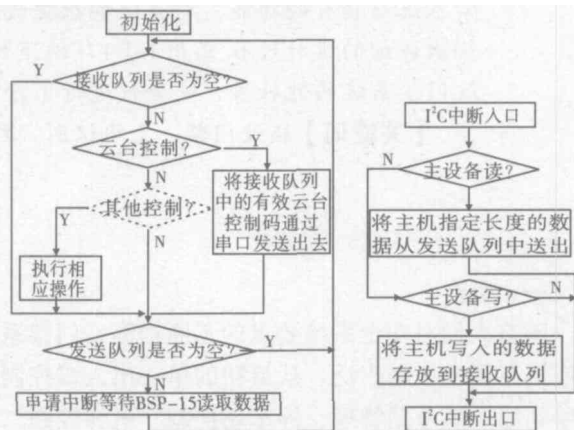 初始化
Y
接收队列是否为空?
N
云台控制?
Y
N
其他控制?
Y
N
将接收队列
中的有效云台
控制码通过
串口发送出去
执行相
应操作
发送队列是否为空?
Y
N
申请中断等待BSP-15读取数据
I²C中断入口
N
主设备读?
Y
将主机指定长度的数
据从发送队列中送出
主设备写?
N
Y
将主机写入的数据
存放到接收队列
I²C中断出口